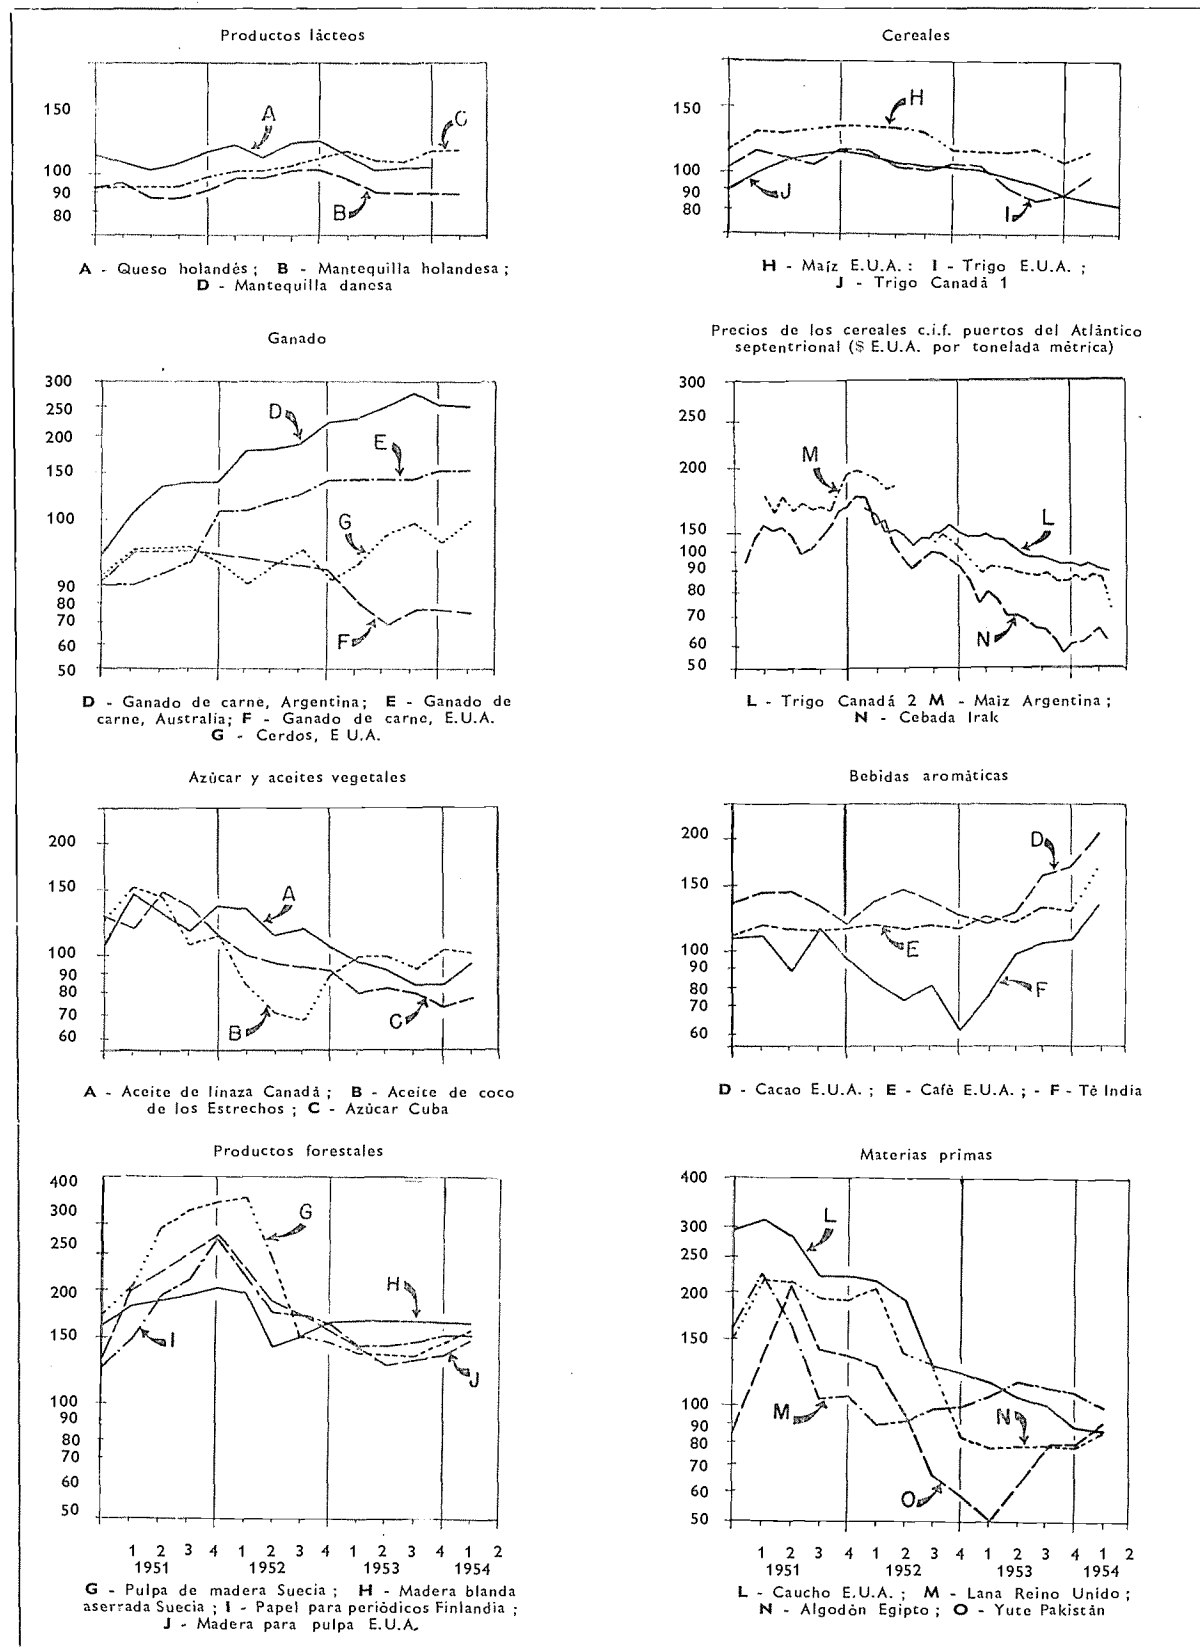 Productos lácteos
150
100
90
80
A
C
B
A - Queso holandés ; B - Mantequilla holandesa ;
D - Mantequilla danesa
Cereales
150
100
90
80
H
J
I
H - Maíz E.U.A. : I - Trigo E.U.A. ;
J - Trigo Canadá 1
Ganado
300
250
200
150
100
90
80
70
60
50
D
E
G
F
D - Ganado de carne, Argentina; E - Ganado de
carne, Australia; F - Ganado de carne, E.U.A.
G - Cerdos, E U.A.
Precios de los cereales c.i.f. puertos del Atlántico
septentrional ($ E.U.A. por tonelada métrica)
300
250
200
150
100
90
80
70
60
50
M
L
N
L - Trigo Canadá 2 M - Maiz Argentina ;
N - Cebada Irak
Azúcar y aceites vegetales
200
150
100
90
80
70
60
A
B
C
A - Aceite de linaza Canadá ; B - Aceite de coco
de los Estrechos ; C - Azúcar Cuba
Bebidas aromáticas
200
150
100
90
80
70
60
D
E
F
D - Cacao E.U.A. ; E - Café E.U.A. ; - F - Té India
Productos forestales
400
300
250
200
150
100
90
80
70
60
50
G
H
I
J
1 2 3 4 1 2 3 4 1 2 3 4 1 2
1951 1952 1953 1954
G - Pulpa de madera Suecia ; H - Madera blanda
aserrada Suecia ; I - Papel para periódicos Finlandia ;
J - Madera para pulpa E.U.A.
Materias primas
400
300
250
200
150
100
90
80
70
60
50
L
M
N
O
1 2 3 4 1 2 3 4 1 2 3 4 1 2
1951 1952 1953 1954
L - Caucho E.U.A. ; M - Lana Reino Unido ;
N - Algodón Egipto ; O - Yute Pakistán